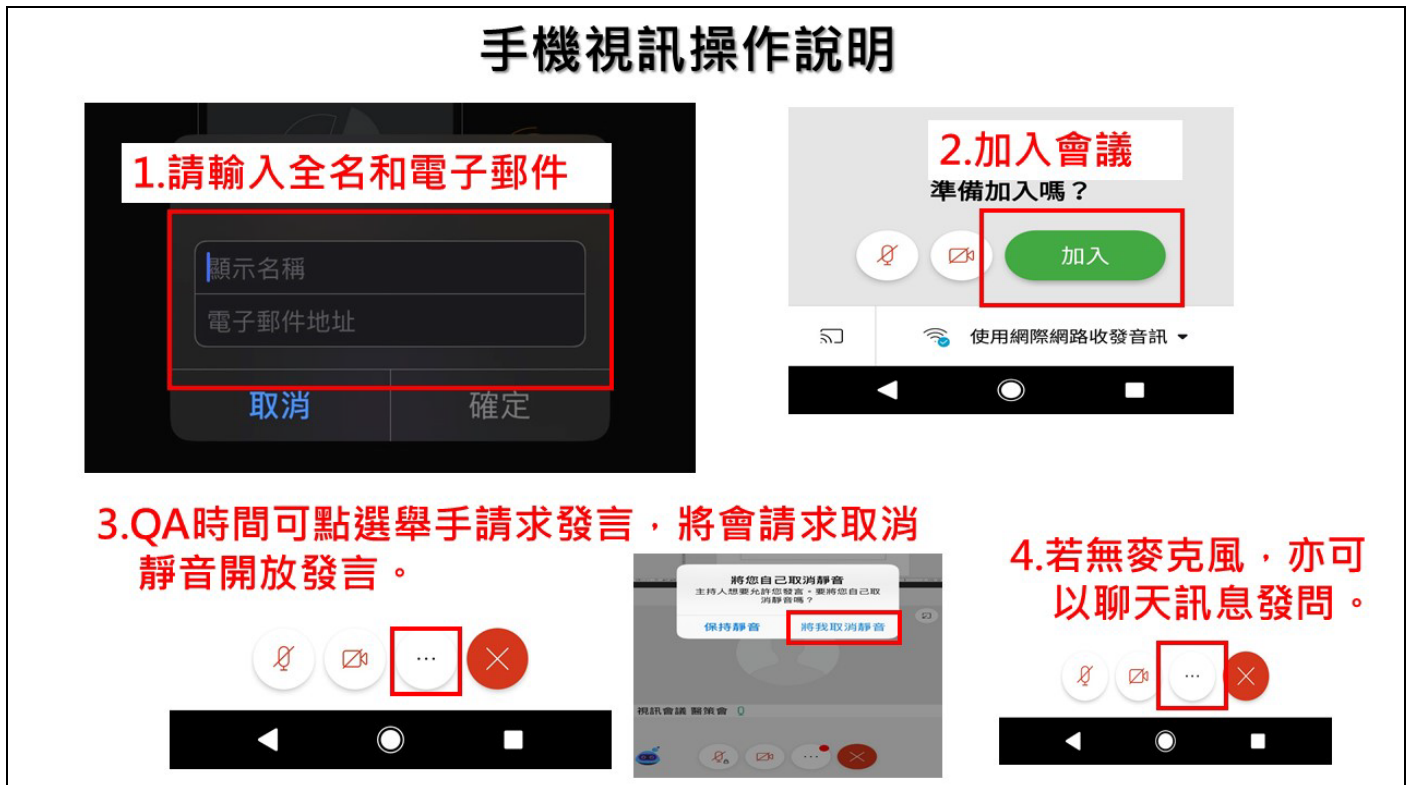 手機視訊操作說明
1.請輸入全名和電子郵件
顯示名稱
電子郵件地址
取消
確定
2.加入會議
準備加入嗎？
加入
使用網際網路收發音訊
3.QA時間可點選舉手請求發言，將會請求取消
靜音開放發言。
將您自己取消靜音
主持人想要允許您發言。要將您自己取
消靜音嗎？
保持靜音
將我取消靜音
視訊會議 醫策會
4.若無麥克風，亦可
以聊天訊息發問。